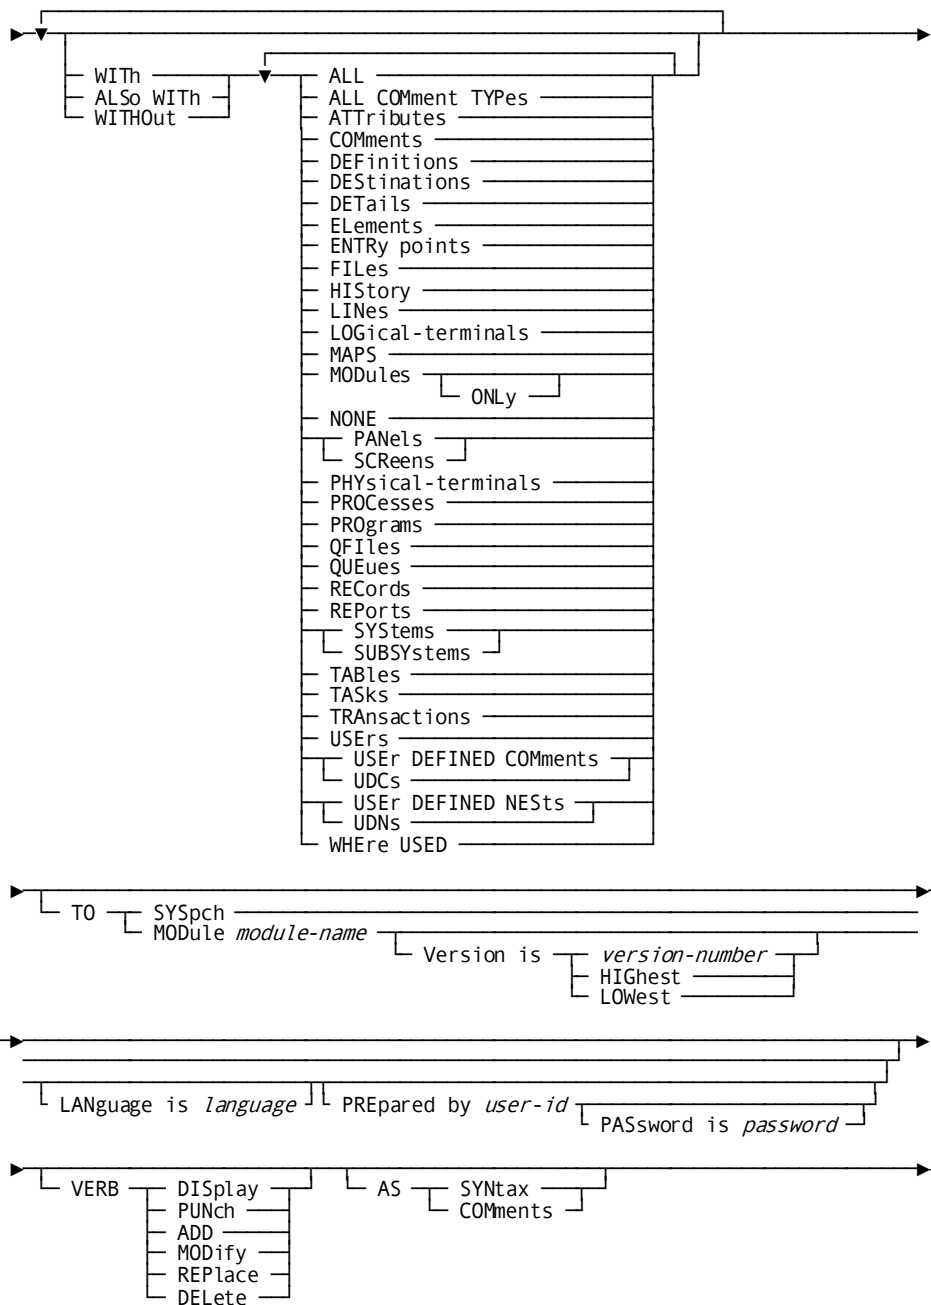 WITh
ALSo WITh
WITHOut
ALL
ALL COMment TYPes
ATTributes
COMments
DEFinitions
DEStinations
DETails
ELements
ENTRy points
FILes
HIStory
LINes
LOGical-terminals
MAPS
MODules
ONLy
NONE
PANels
SCReens
PHYsical-terminals
PROCesses
PROgrams
QFIles
QUEues
RECords
REPorts
SYStems
SUBSYstems
TABles
TASks
TRAnsactions
USErs
USEr DEFINED COMments
UDCs
USEr DEFINED NESts
UDNs
WHEre USED
TO SYSpch
MODule module-name
Version is version-number
HIGhest
LOWest
LANguage is language PREpared by user-id
PASsword is password
VERB DISplay AS SYNtax
PUNch COMments
ADD
MODify
REPlace
DELete